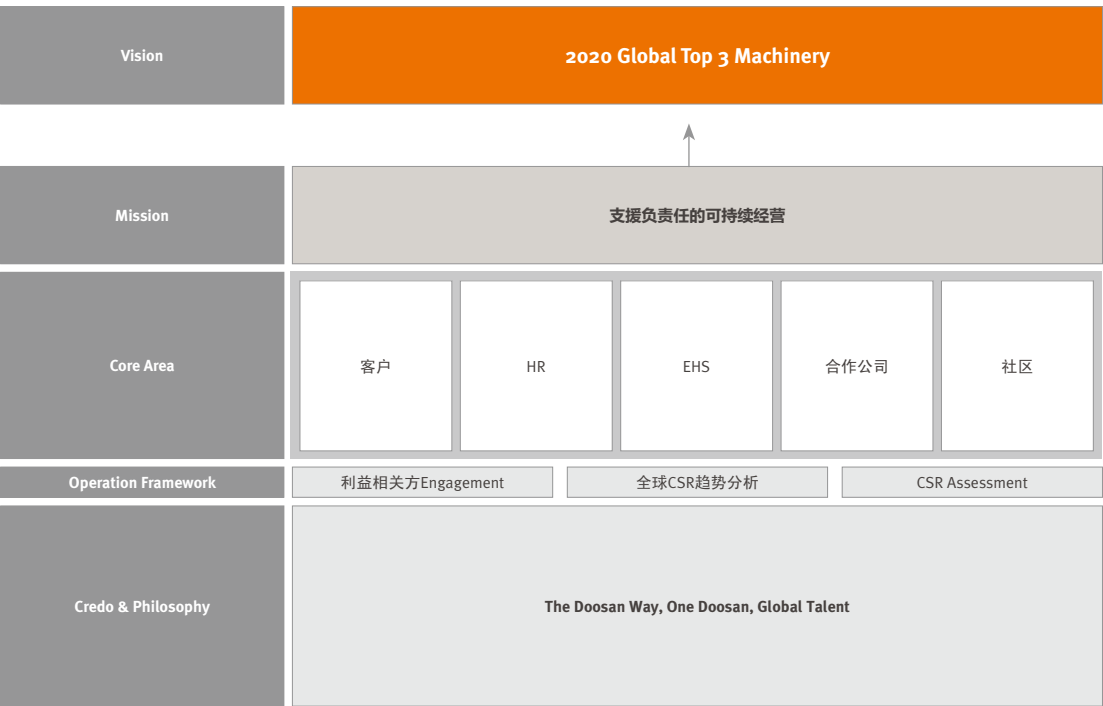 Vision
2020 Global Top 3 Machinery
Mission
支援负责任的可持续经营
Core Area
客户
HR
EHS
合作公司
社区
Operation Framework
利益相关方Engagement
全球CSR趋势分析
CSR Assessment
Credo & Philosophy
The Doosan Way, One Doosan, Global Talent